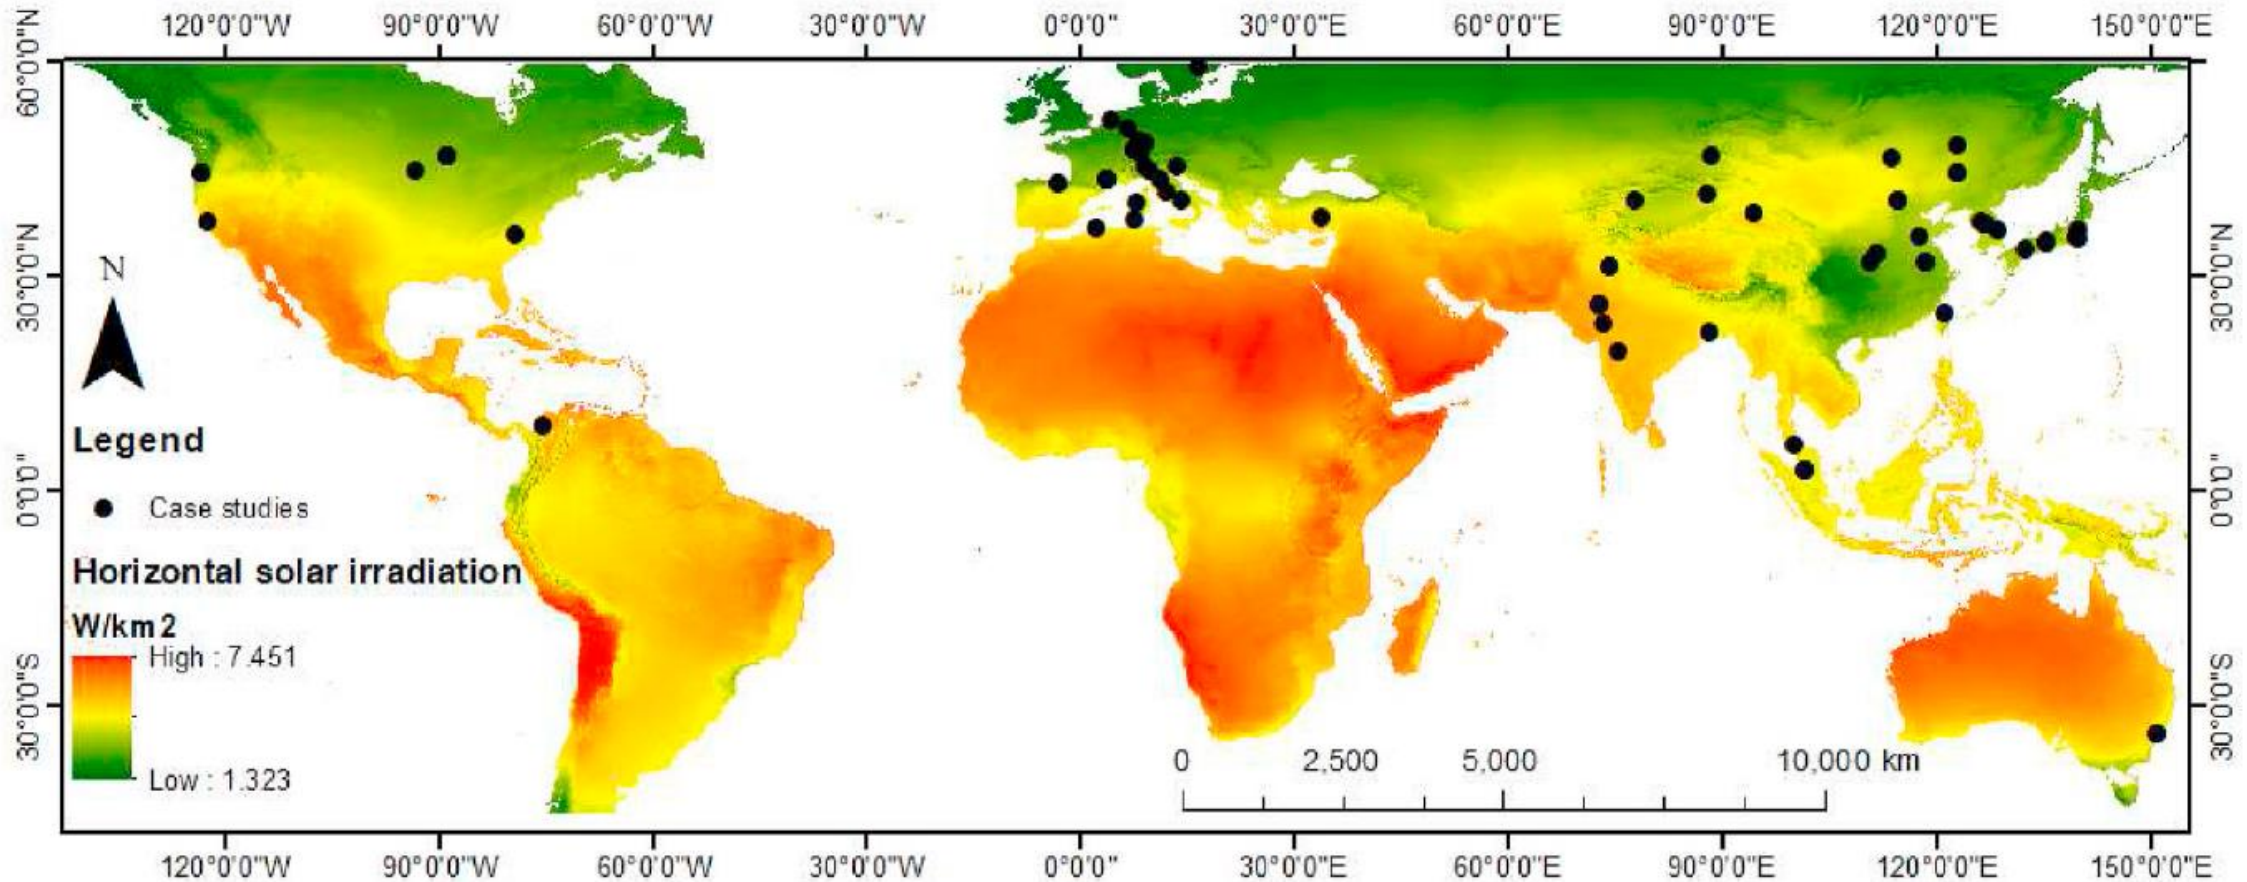 120°0'0"W 90°0'0"W 60°0'0"W 30°0'0"W 0°0'0" 30°0'0"E 60°0'0"E 90°0'0"E 120°0'0"E 150°0'0"E
60°0'0"N
30°0'0"N
0°0'0"
30°0'0"S
30°0'0"N
0°0'0"
30°0'0"S
N
Legend
Case studies
Horizontal solar irradiation
W/km2
High : 7.451
Low : 1.323
0 2,500 5,000 10,000 km
120°0'0"W 90°0'0"W 60°0'0"W 30°0'0"W 0°0'0" 30°0'0"E 60°0'0"E 90°0'0"E 120°0'0"E 150°0'0"E